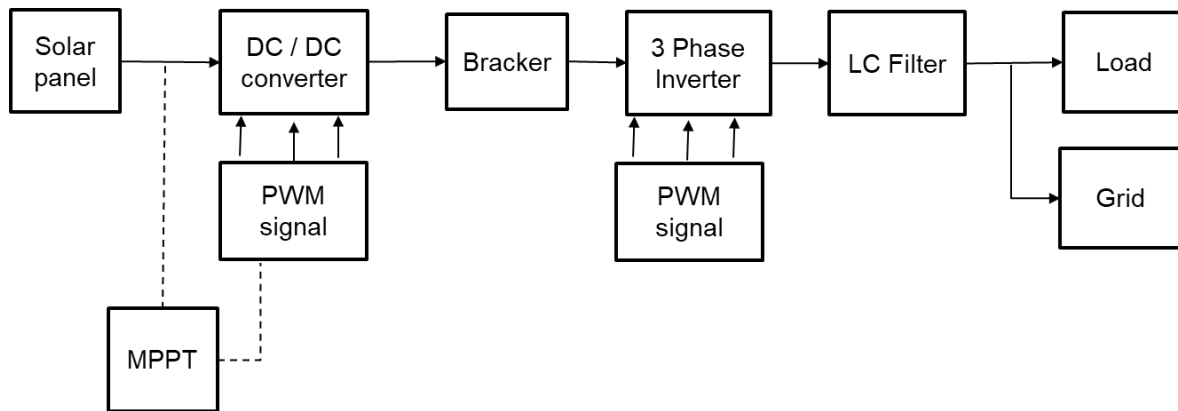 Solar
panel
DC / DC
converter
Bracker
3 Phase
Inverter
LC Filter
Load
PWM
signal
PWM
signal
Grid
MPPT